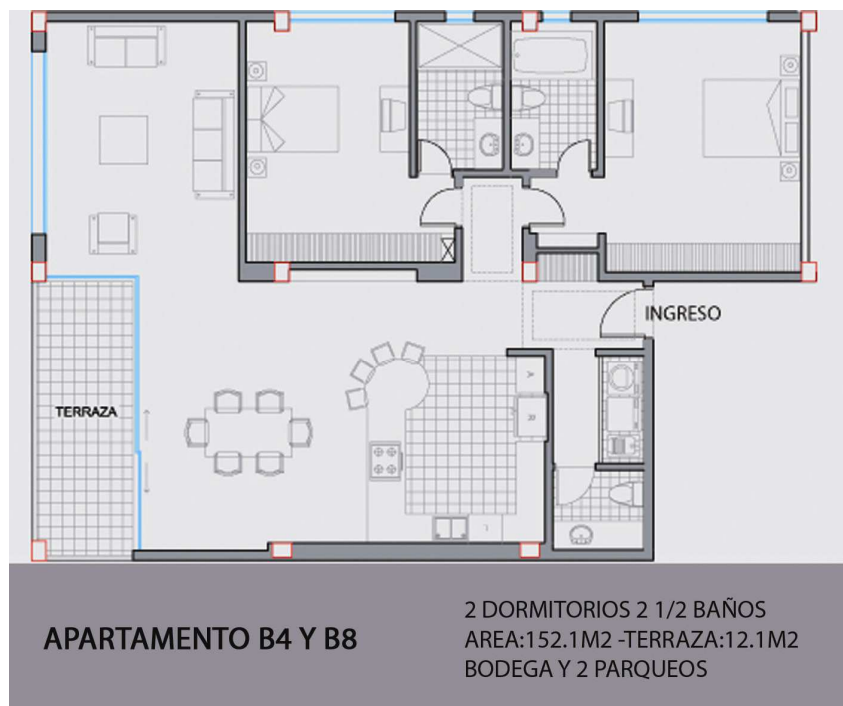 INGRESO
A
R
TERRAZA
L
APARTAMENTO B4 Y B8
2 DORMITORIOS 2 1/2 BAÑOS
AREA:152.1M2 -TERRAZA:12.1M2
BODEGA Y 2 PARQUEOS